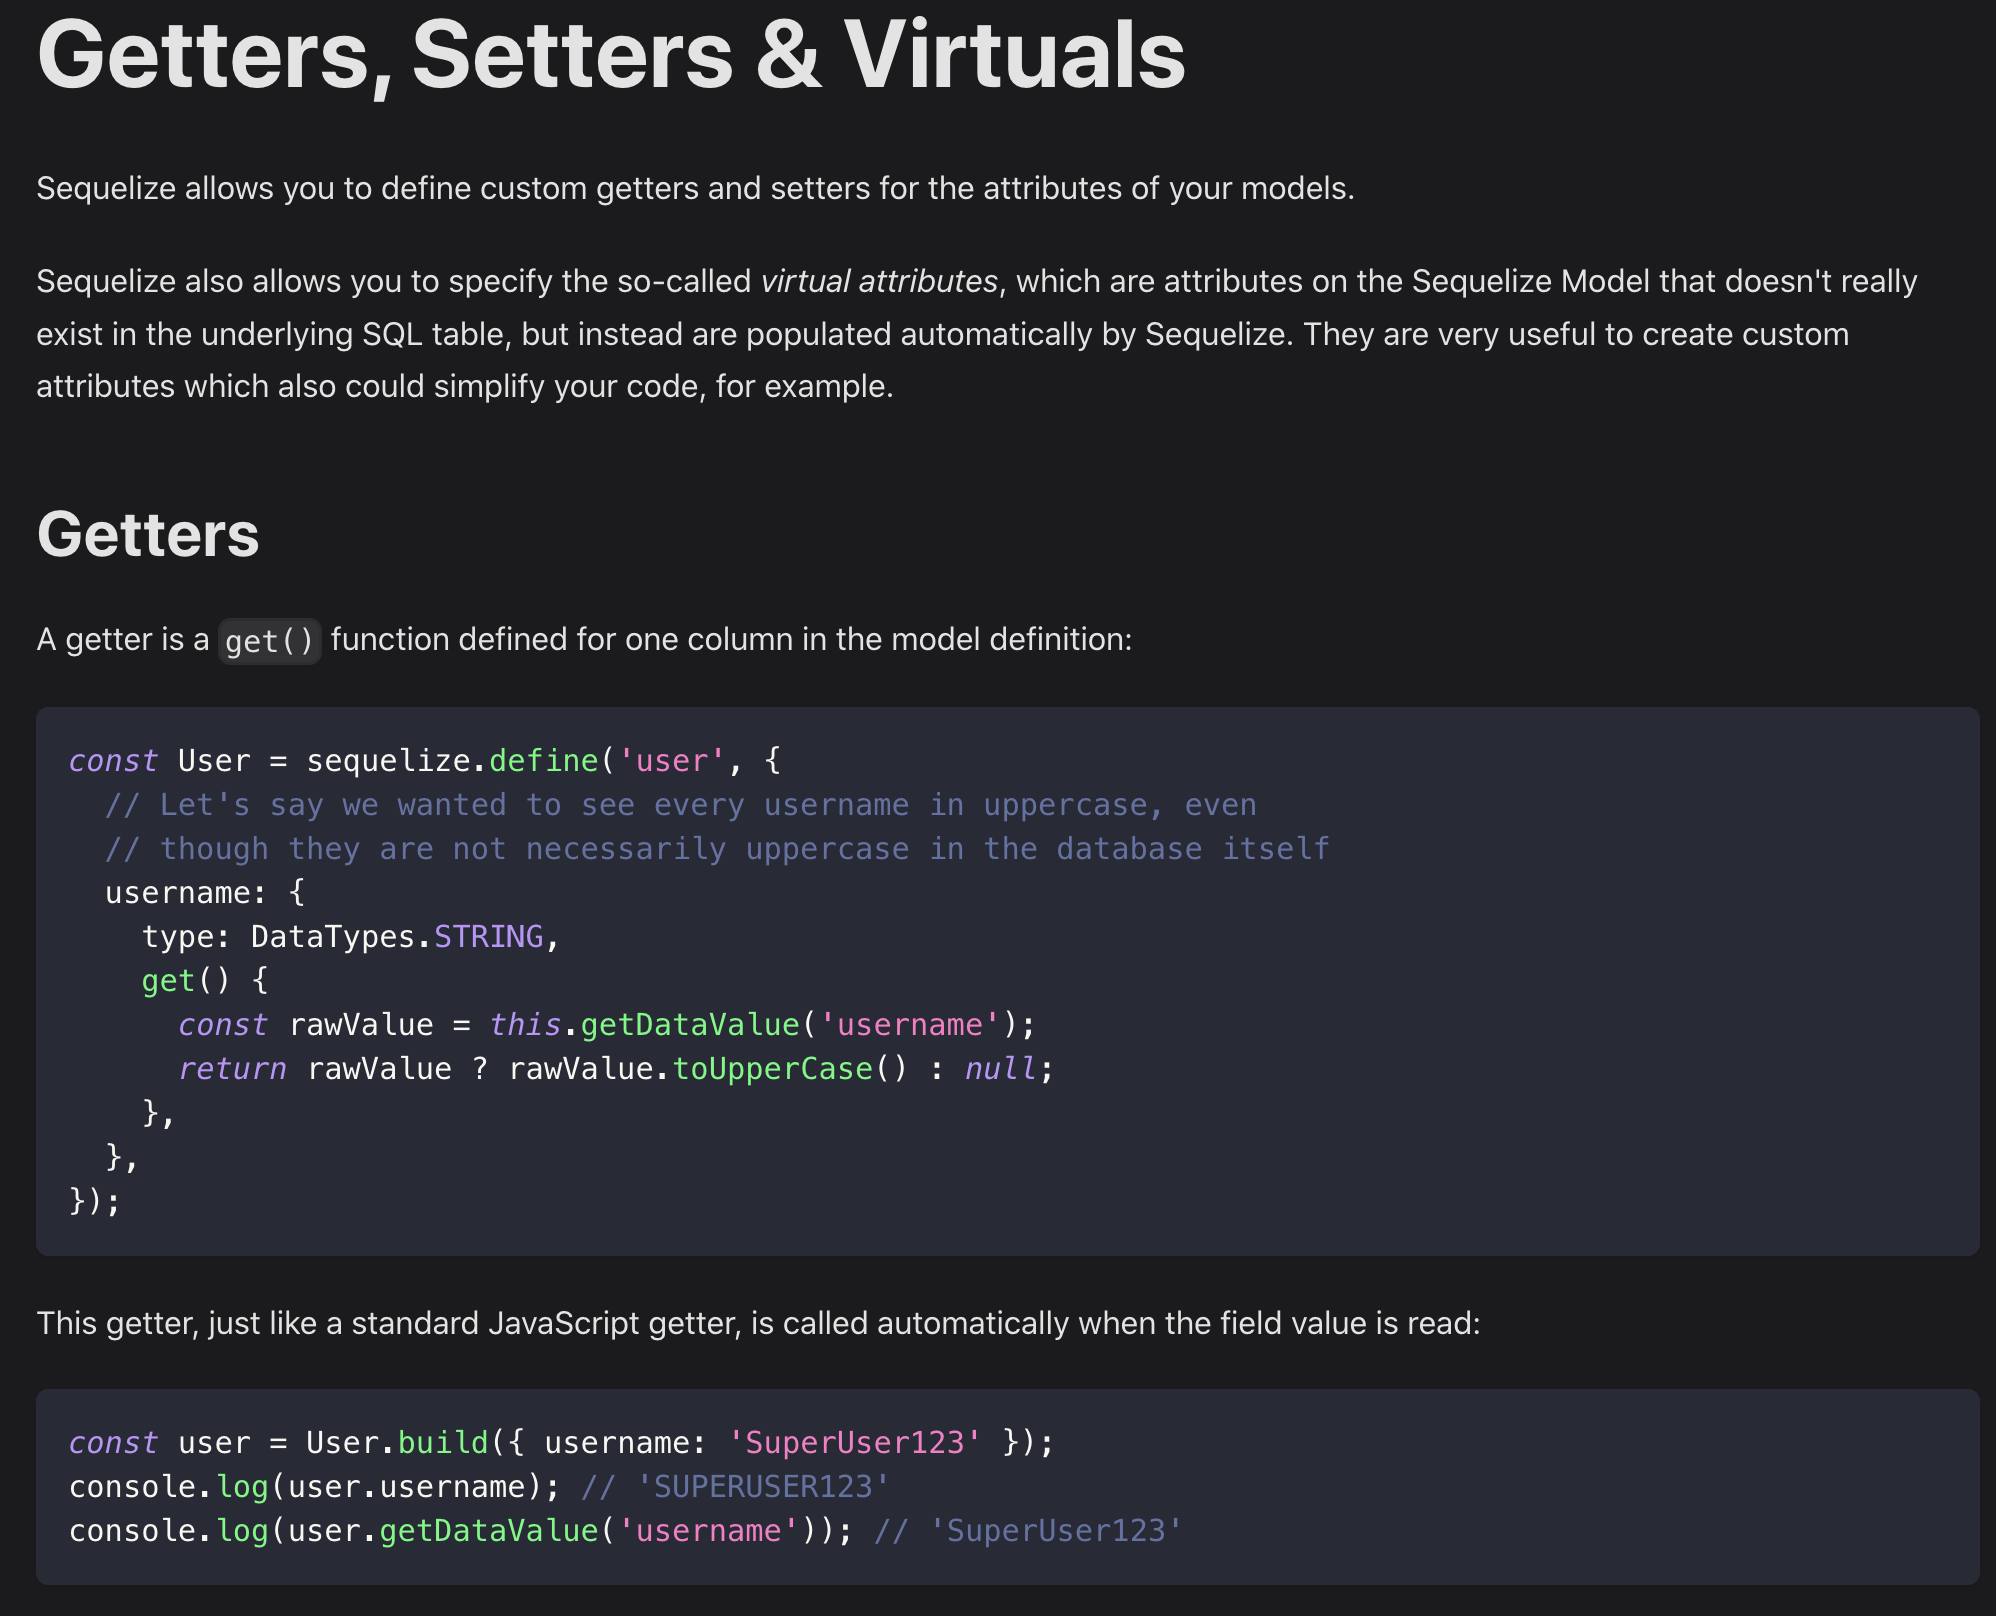 Getters, Setters & Virtuals
Sequelize allows you to define custom getters and setters for the attributes of your models.
Sequelize also allows you to specify the so-called virtual attributes, which are attributes on the Sequelize Model that doesn't really
exist in the underlying SQL table, but instead are populated automatically by Sequelize. They are very useful to create custom
attributes which also could simplify your code, for example.
Getters
A getter is a get() function defined for one column in the model definition:
const User = sequelize.define('user', {
  // Let's say we wanted to see every username in uppercase, even
  // though they are not necessarily uppercase in the database itself
  username: {
    type: DataTypes.STRING,
    get() {
      const rawValue = this.getDataValue('username');
      return rawValue ? rawValue.toUpperCase() : null;
    },
  },
});
This getter, just like a standard JavaScript getter, is called automatically when the field value is read:
const user = User.build({ username: 'SuperUser123' });
console.log(user.username); // 'SUPERUSER123'
console.log(user.getDataValue('username')); // 'SuperUser123'